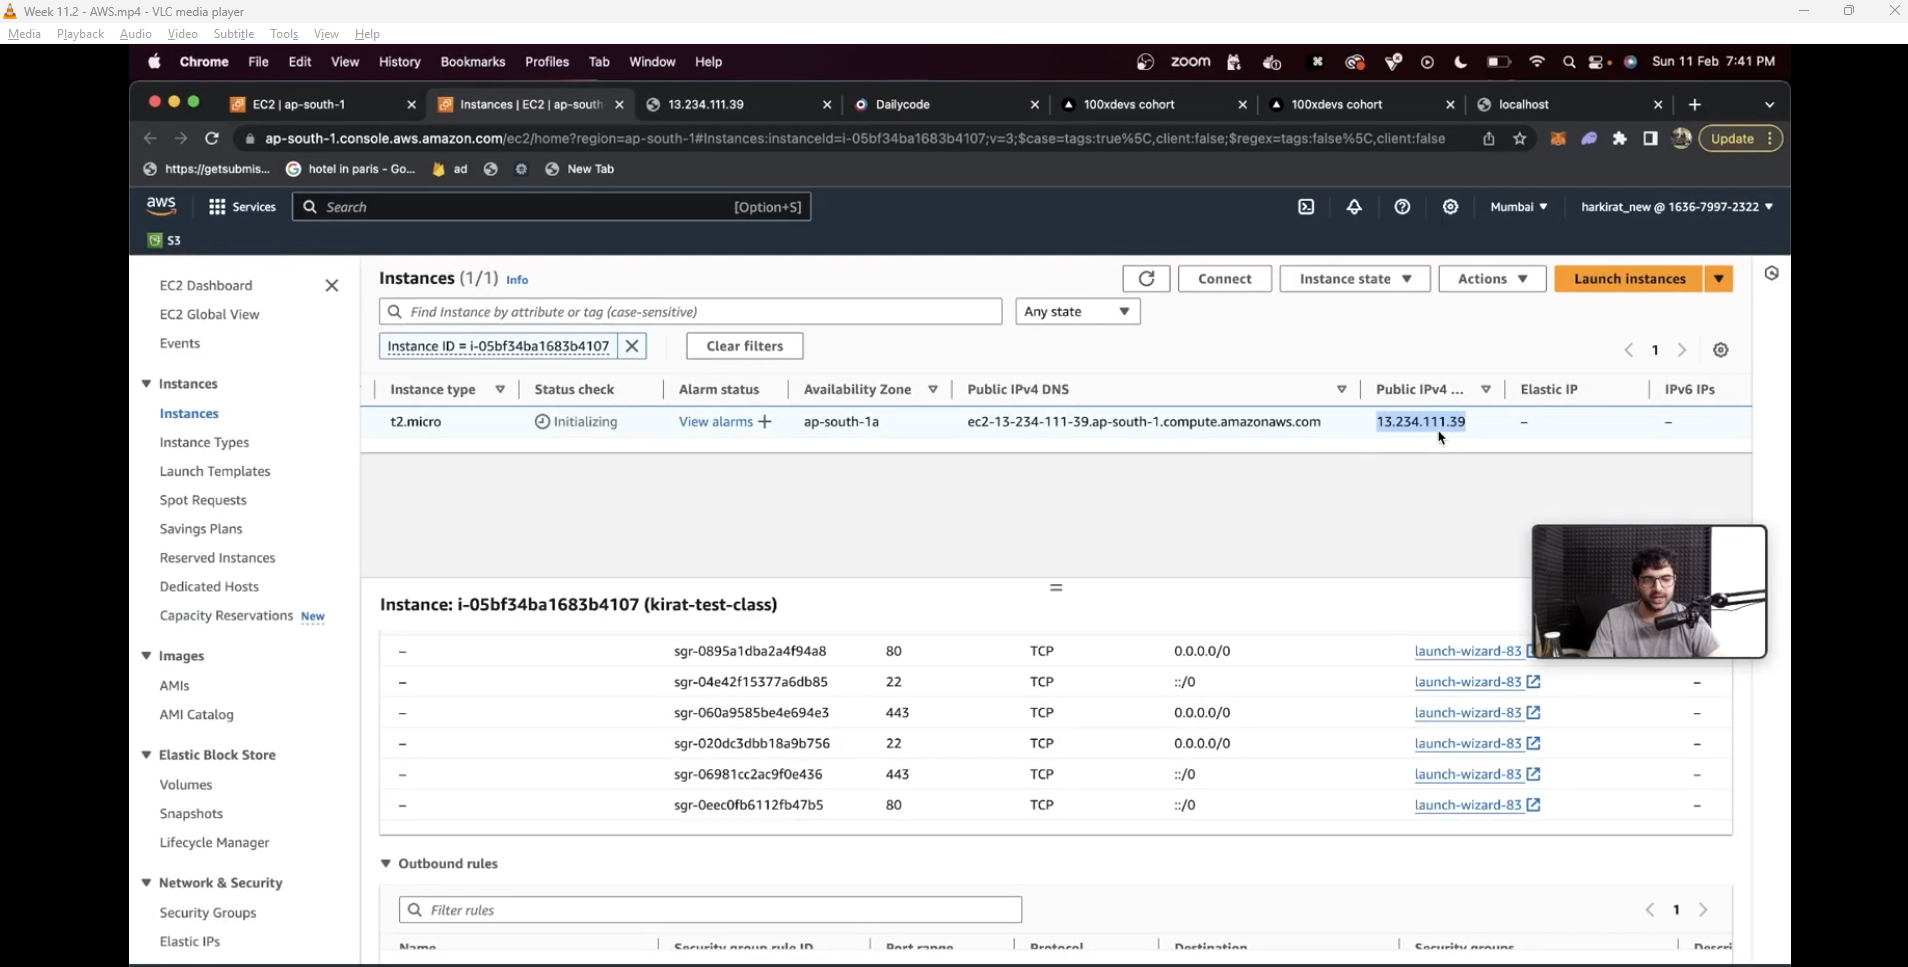 Week 11.2 - AWS.mp4 - VLC media player
Media Playback Audio Video Subtitle Tools View Help
Chrome File Edit View History Bookmarks Profiles Tab Window Help zoom Sun 11 Feb 7:41 PM
EC2 | ap-south-1 Instances | EC2 | ap-south- 13.234.111.39 Dailycode 100xdevs cohort 100xdevs cohort localhost
ap-south-1.console.aws.amazon.com/ec2/home?region=ap-south-1#Instances:instanceId=i-05bf34ba1683b4107;v=3;$case=tags:true%5C,client:false;$regex=tags:false%5C,client:false Update
https://getsubmis... hotel in paris - Go... ad New Tab
aws Services Search [Option+S] Mumbai harkirat_new @ 1636-7997-2322
S3
EC2 Dashboard
EC2 Global View
Events
Instances
Instances
Instance Types
Launch Templates
Spot Requests
Savings Plans
Reserved Instances
Dedicated Hosts
Capacity Reservations New
Images
AMIs
AMI Catalog
Elastic Block Store
Volumes
Snapshots
Lifecycle Manager
Network & Security
Security Groups
Elastic IPs
Instances (1/1) Info Connect Instance state Actions Launch instances
Find Instance by attribute or tag (case-sensitive) Any state
Instance ID = i-05bf34ba1683b4107 Clear filters 1
Instance type Status check Alarm status Availability Zone Public IPv4 DNS Public IPv4 ... Elastic IP IPv6 IPs
t2.micro Initializing View alarms + ap-south-1a ec2-13-234-111-39.ap-south-1.compute.amazonaws.com 13.234.111.39 – –
Instance: i-05bf34ba1683b4107 (kirat-test-class)
– sgr-0895a1dba2a4f94a8 80 TCP 0.0.0.0/0 launch-wizard-83
– sgr-04e42f15377a6db85 22 TCP ::/0 launch-wizard-83 –
– sgr-060a9585be4e694e3 443 TCP 0.0.0.0/0 launch-wizard-83 –
– sgr-020dc3dbb18a9b756 22 TCP 0.0.0.0/0 launch-wizard-83 –
– sgr-06981cc2ac9f0e436 443 TCP ::/0 launch-wizard-83 –
– sgr-0eec0fb6112fb47b5 80 TCP ::/0 launch-wizard-83 –
Outbound rules
Filter rules 1
Name Security group rule ID Port range Protocol Destination Security groups Descri